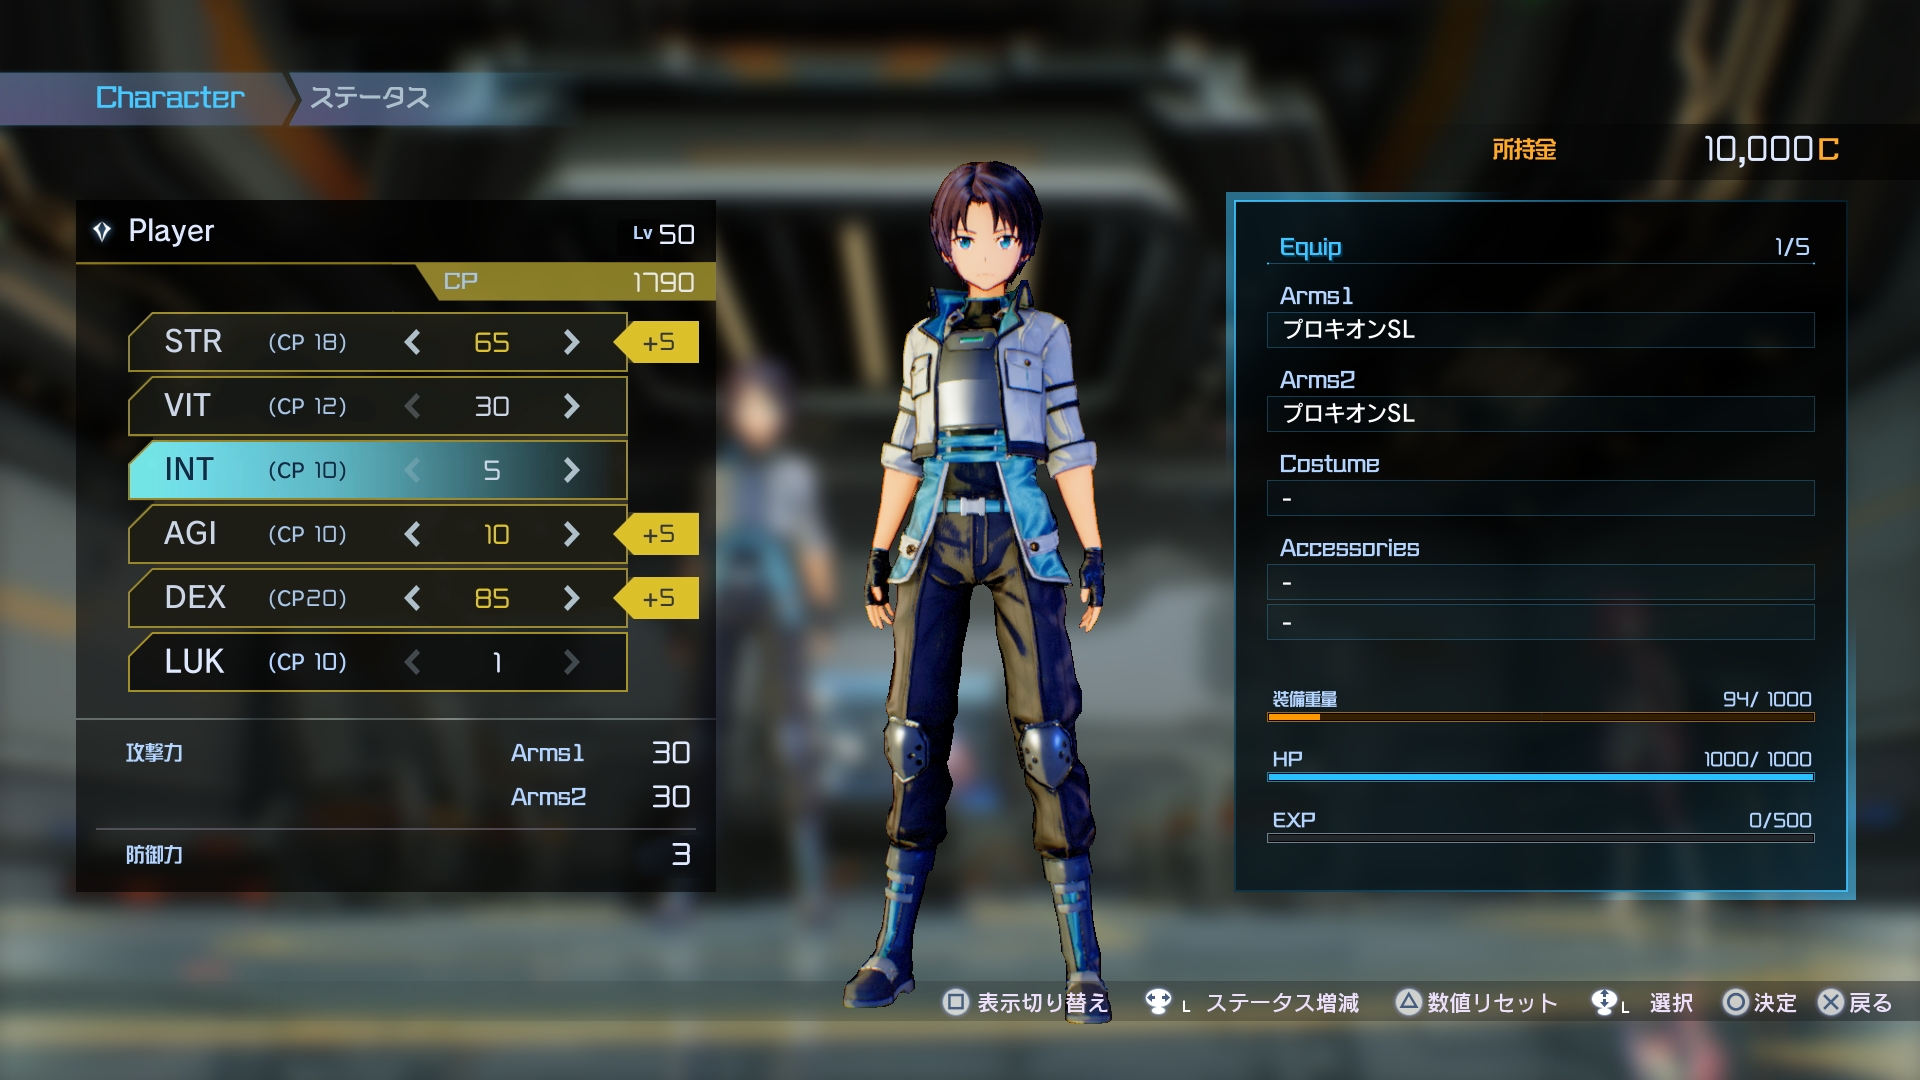 Character ステータス
所持金 10,000C
Player Lv 50
CP 1790
STR (CP 18) 65 +5
VIT (CP 12) 30
INT (CP 10) 5
AGI (CP 10) 10 +5
DEX (CP20) 85 +5
LUK (CP 10) 1
攻撃力 Arms1 30
Arms2 30
防御力 3
Equip 1/5
Arms1
プロキオンSL
Arms2
プロキオンSL
Costume
-
Accessories
-
-
装備重量 94/ 1000
HP 1000/ 1000
EXP 0/500
表示切り替え L ステータス増減 数値リセット L 選択 決定 戻る